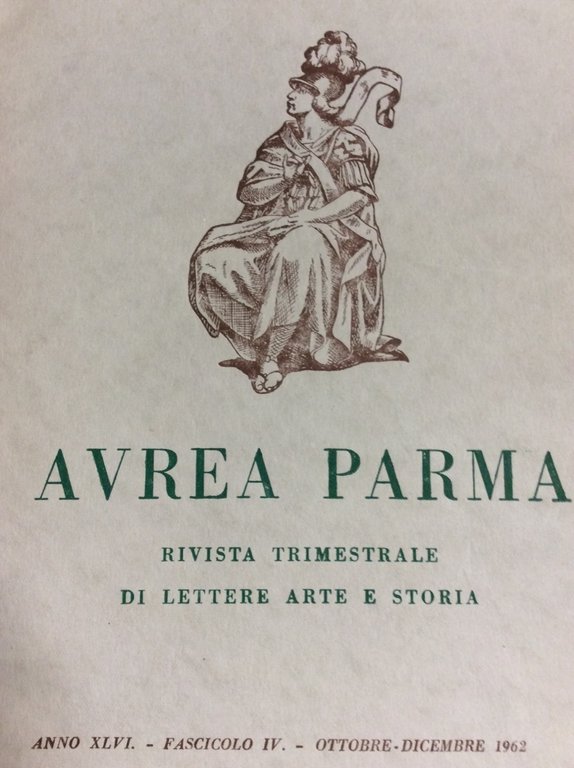 AVREA PARMA
RIVISTA TRIMESTRALE
DI LETTERE ARTE E STORIA
ANNO XLVI. - FASCICOLO IV. - OTTOBRE-DICEMBRE 1962